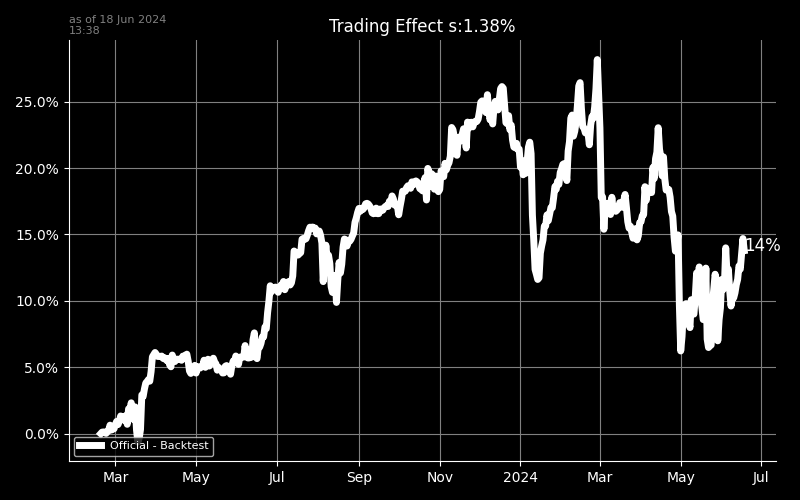 as of 18 Jun 2024
13:38
Trading Effect s:1.38%
25.0%
20.0%
15.0%
14%
10.0%
5.0%
0.0%
Official - Backtest
Mar May Jul Sep Nov 2024 Mar May Jul